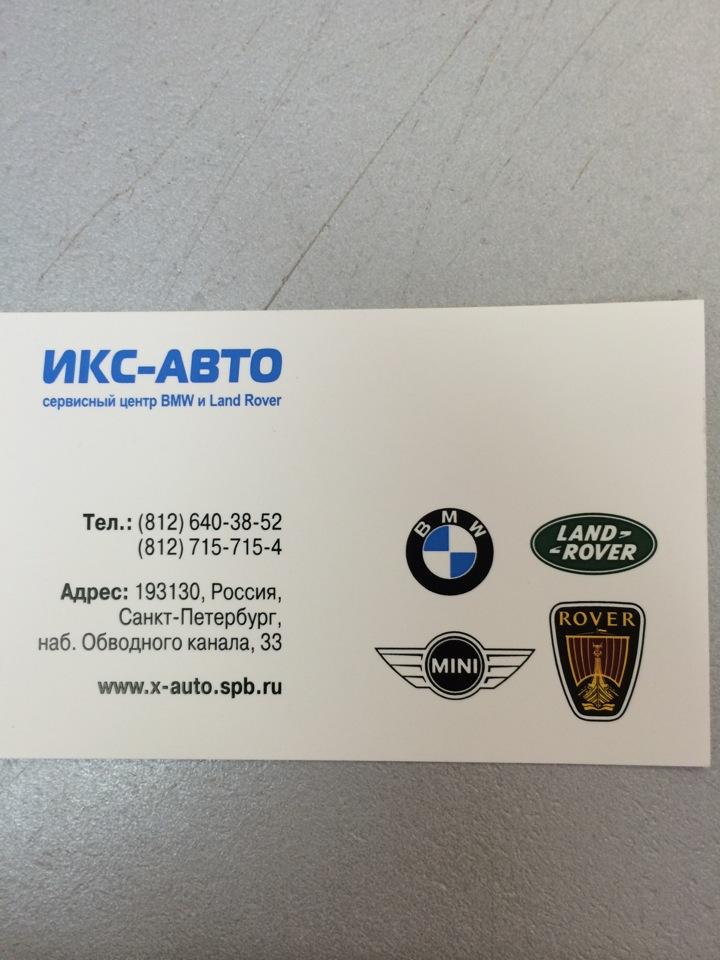 ИКС-АВТО
сервисный центр BMW и Land Rover
Тел.: (812) 640-38-52
(812) 715-715-4
Адрес: 193130, Россия,
Санкт-Петербург,
наб. Обводного канала, 33
www.x-auto.spb.ru
BMW
LAND
ROVER
MINI
ROVER